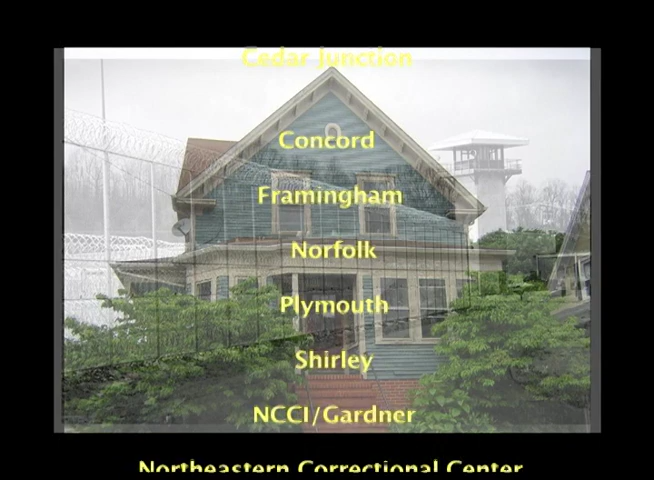 Cedar Junction
Concord
Framingham
Norfolk
Plymouth
Shirley
NCCI/Gardner
Northeastern Correctional Center